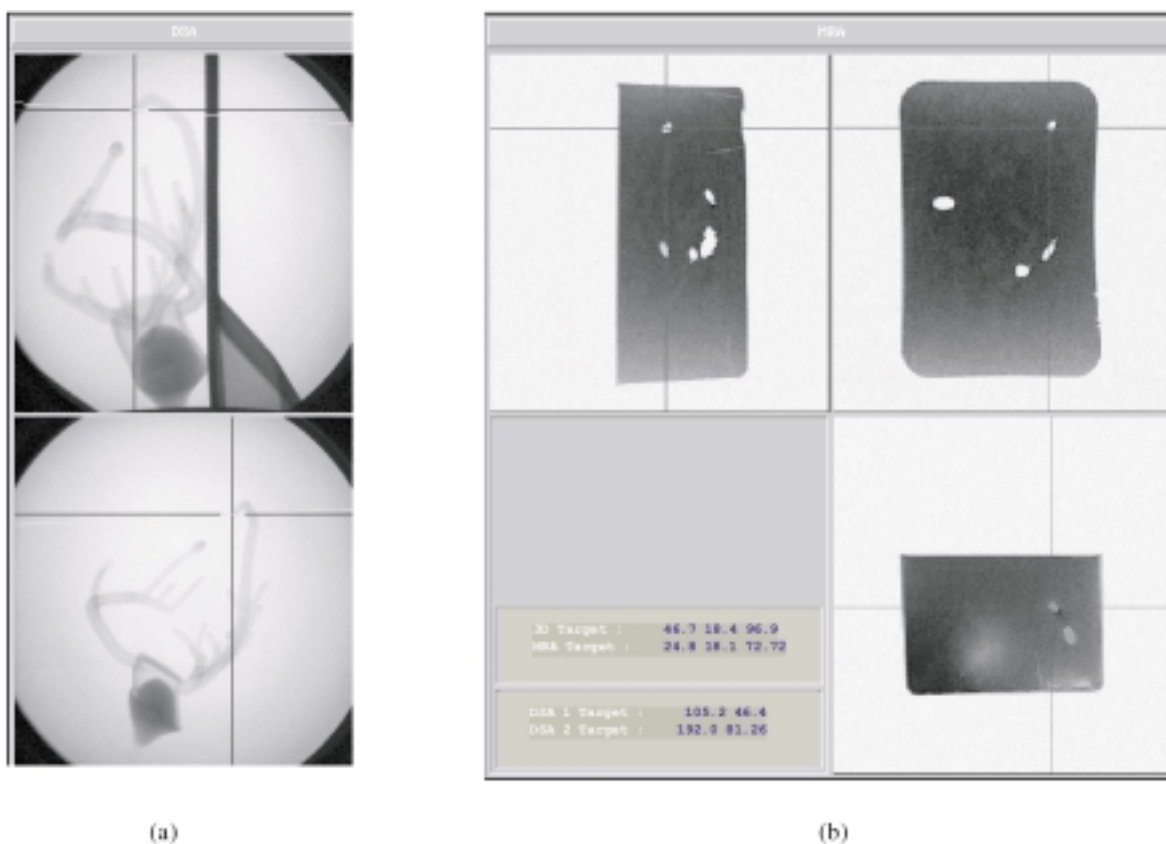 DSA
MRA
3D Target : 46.7 18.4 96.9
MRA Target : 24.8 18.1 72.72
DSA 1 Target : 105.2 46.4
DSA 2 Target : 192.0 81.26
(a)
(b)